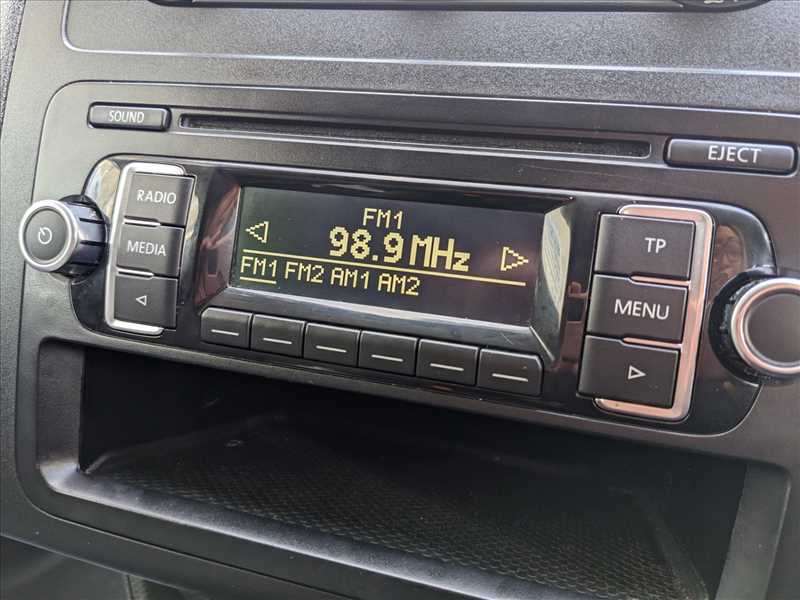 SOUND
EJECT
RADIO
MEDIA
FM1
98.9 MHz
FM1 FM2 AM1 AM2
TP
MENU